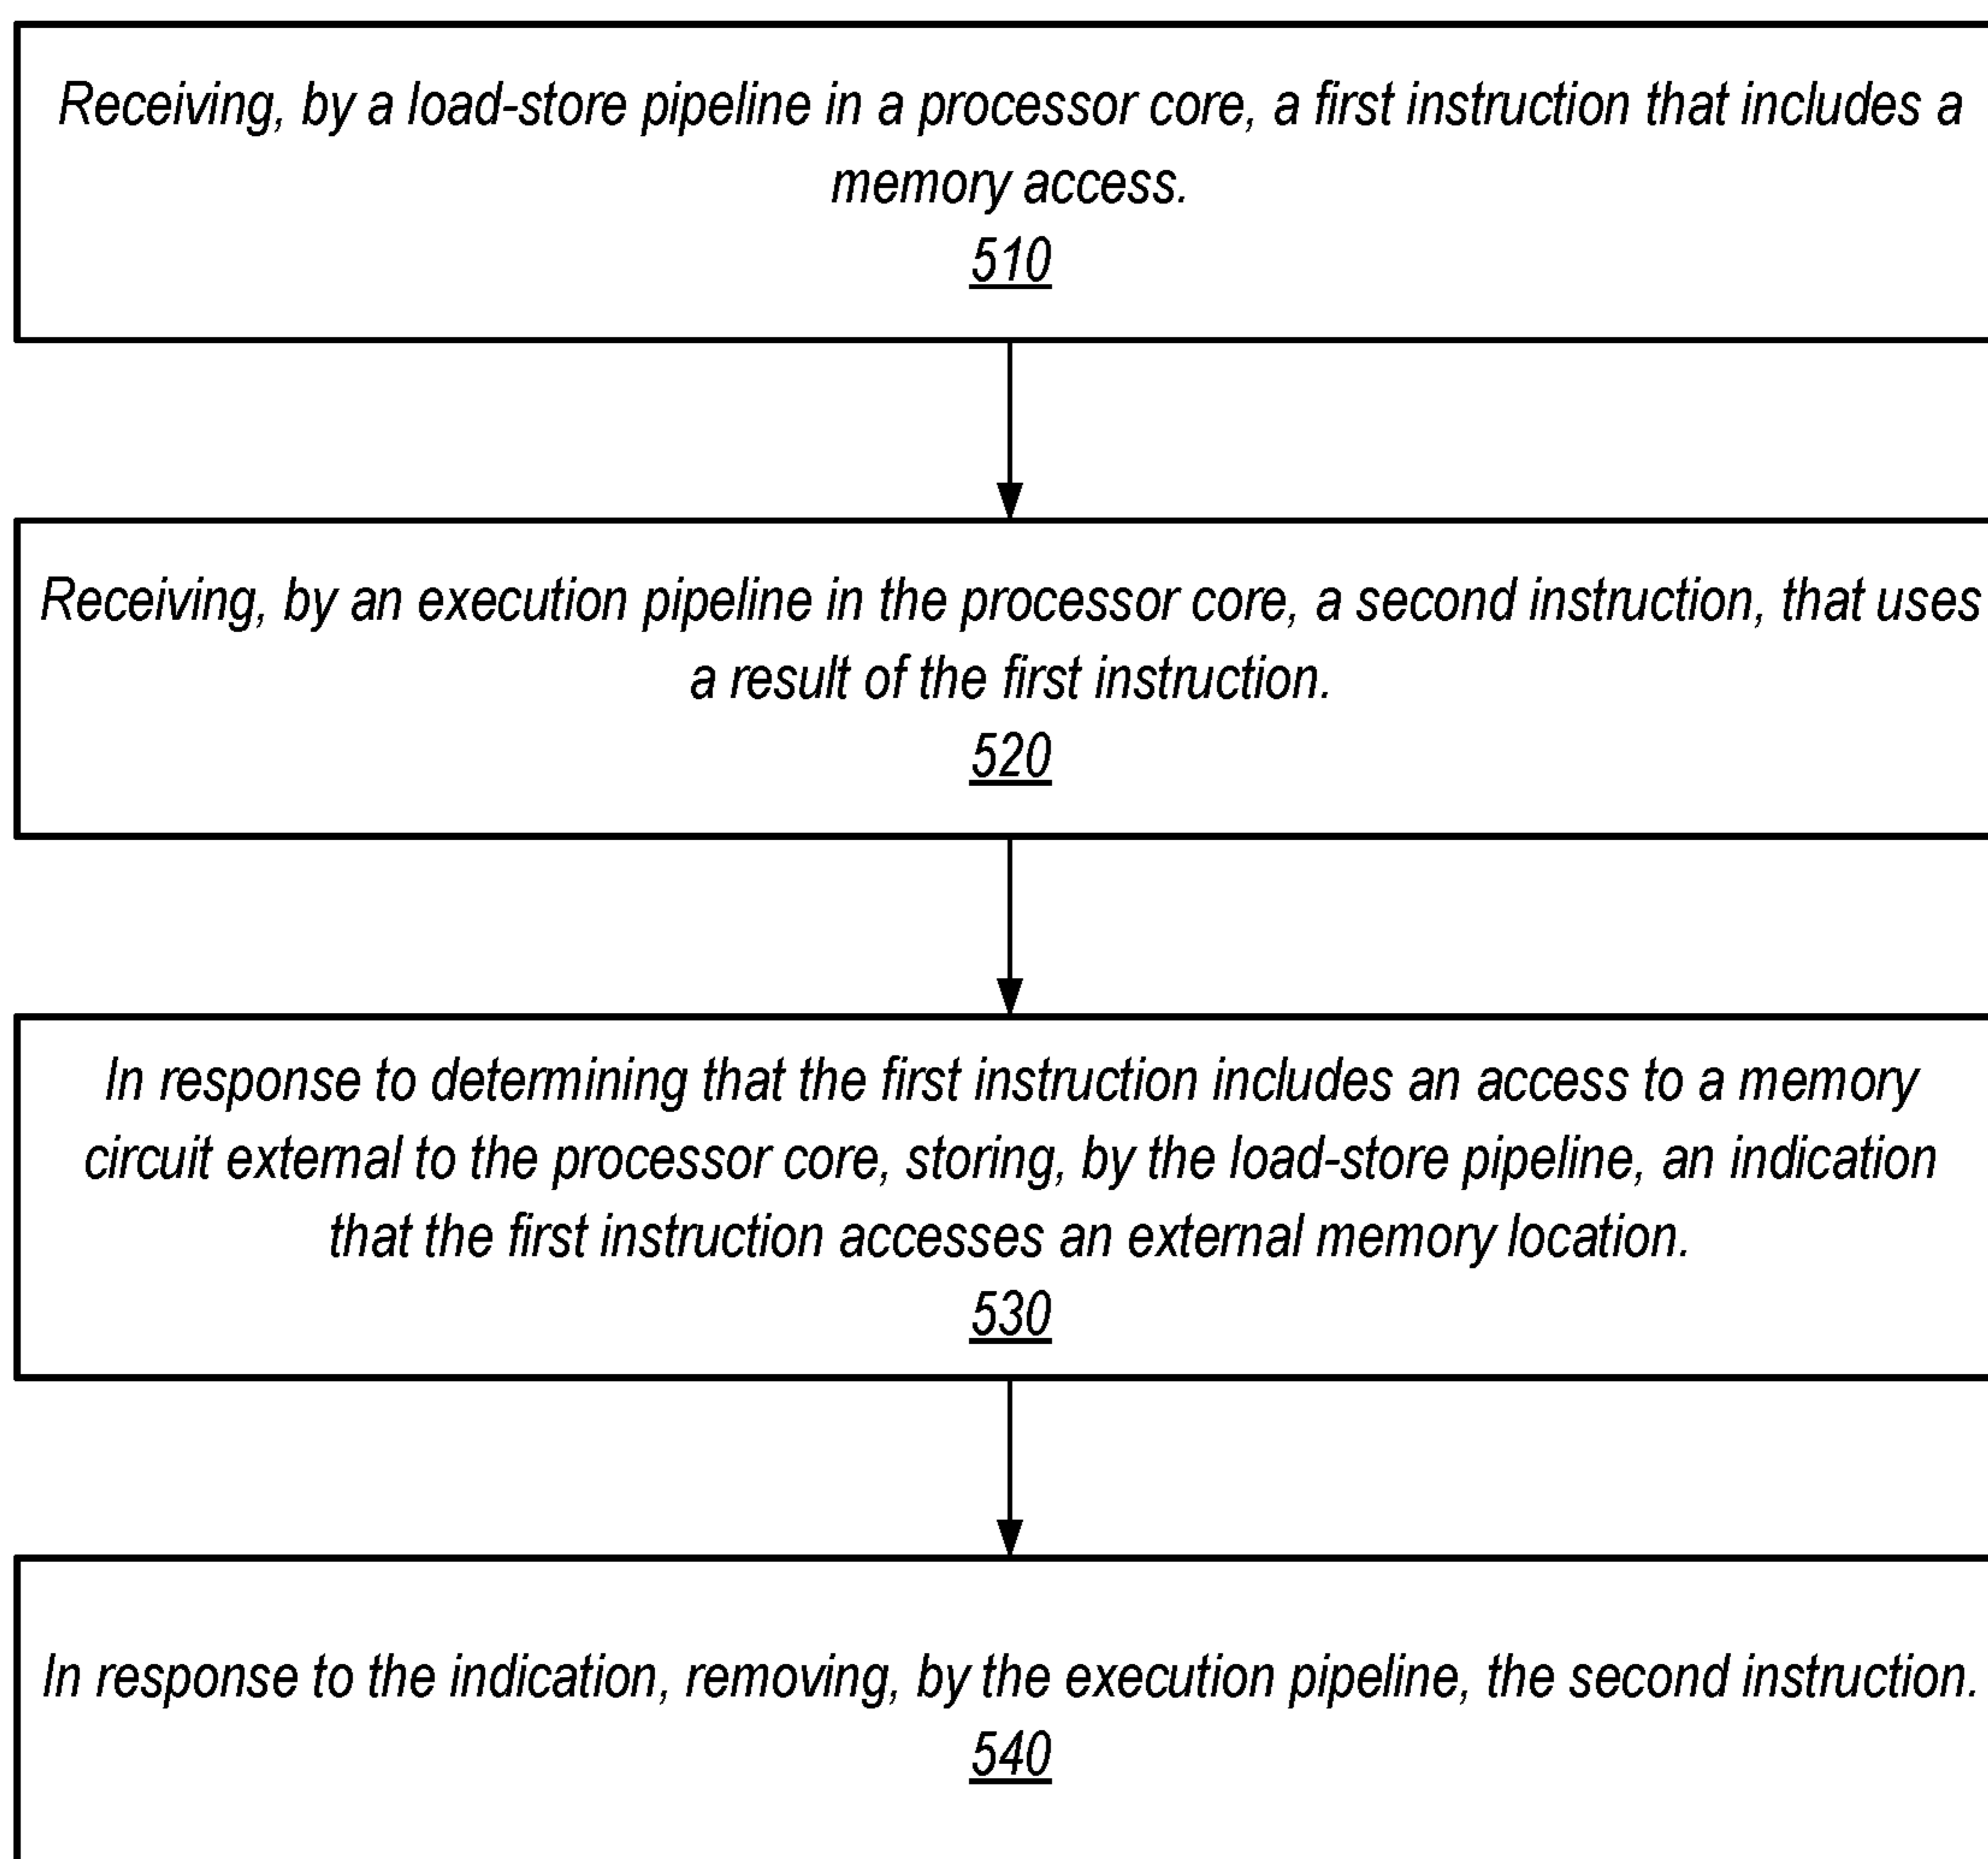 Receiving, by a load-store pipeline in a processor core, a first instruction that includes a
memory access.
510
Receiving, by an execution pipeline in the processor core, a second instruction, that uses
a result of the first instruction.
520
In response to determining that the first instruction includes an access to a memory
circuit external to the processor core, storing, by the load-store pipeline, an indication
that the first instruction accesses an external memory location.
530
In response to the indication, removing, by the execution pipeline, the second instruction.
540